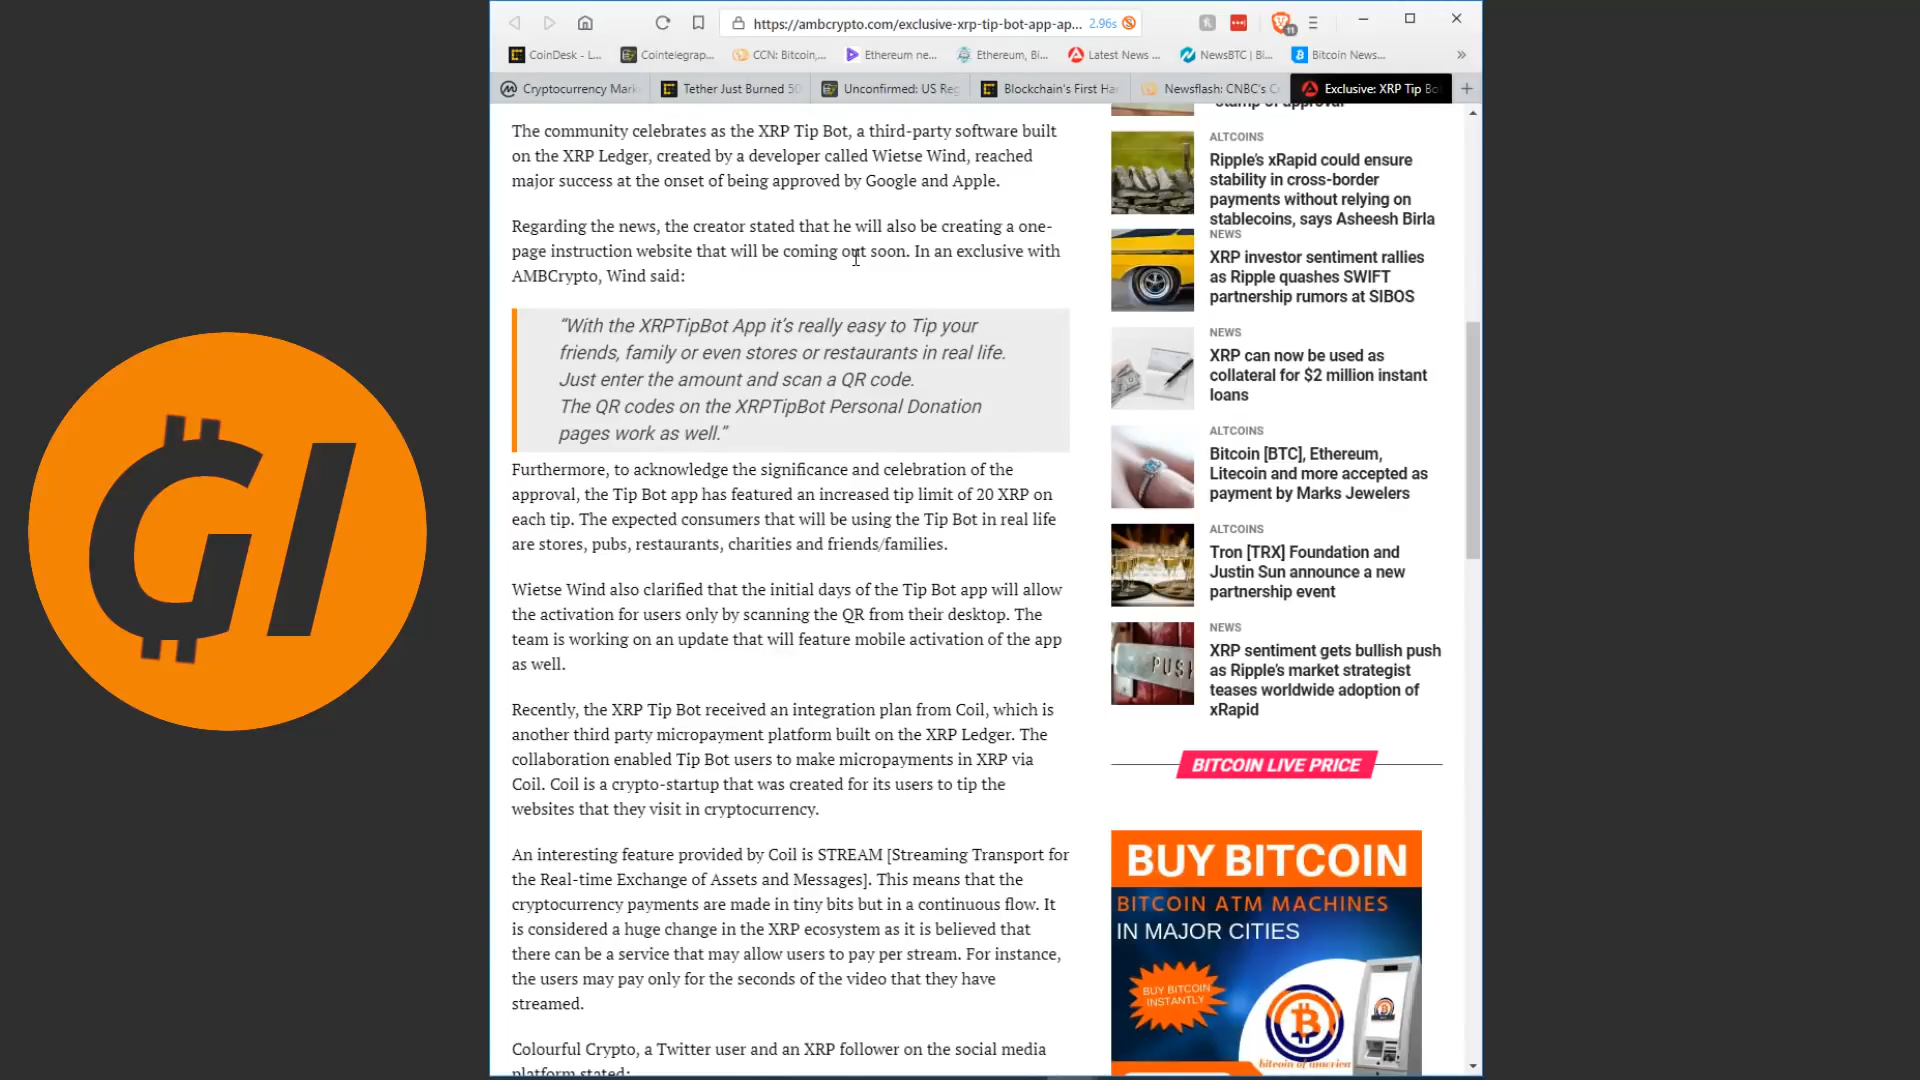 https://ambcrypto.com/exclusive-xrp-tip-bot-app-ap... 2.96s
11
CoinDesk - L...
Cointelegrap...
CCN: Bitcoin,...
Ethereum ne...
Ethereum, Bi...
Latest News ...
NewsBTC | Bi...
Bitcoin News...
Cryptocurrency Mark
Tether Just Burned 50
Unconfirmed: US Reg
Blockchain's First Ha
Newsflash: CNBC's C
Exclusive: XRP Tip Bo
GI
The community celebrates as the XRP Tip Bot, a third-party software built
on the XRP Ledger, created by a developer called Wietse Wind, reached
major success at the onset of being approved by Google and Apple.
Regarding the news, the creator stated that he will also be creating a one-
page instruction website that will be coming out soon. In an exclusive with
AMBCrypto, Wind said:
“With the XRPTipBot App it’s really easy to Tip your
friends, family or even stores or restaurants in real life.
Just enter the amount and scan a QR code.
The QR codes on the XRPTipBot Personal Donation
pages work as well.”
Furthermore, to acknowledge the significance and celebration of the
approval, the Tip Bot app has featured an increased tip limit of 20 XRP on
each tip. The expected consumers that will be using the Tip Bot in real life
are stores, pubs, restaurants, charities and friends/families.
Wietse Wind also clarified that the initial days of the Tip Bot app will allow
the activation for users only by scanning the QR from their desktop. The
team is working on an update that will feature mobile activation of the app
as well.
Recently, the XRP Tip Bot received an integration plan from Coil, which is
another third party micropayment platform built on the XRP Ledger. The
collaboration enabled Tip Bot users to make micropayments in XRP via
Coil. Coil is a crypto-startup that was created for its users to tip the
websites that they visit in cryptocurrency.
An interesting feature provided by Coil is STREAM [Streaming Transport for
the Real-time Exchange of Assets and Messages]. This means that the
cryptocurrency payments are made in tiny bits but in a continuous flow. It
is considered a huge change in the XRP ecosystem as it is believed that
there can be a service that may allow users to pay per stream. For instance,
the users may pay only for the seconds of the video that they have
streamed.
Colourful Crypto, a Twitter user and an XRP follower on the social media
platform stated:
stamp of approval
ALTCOINS
Ripple’s xRapid could ensure
stability in cross-border
payments without relying on
stablecoins, says Asheesh Birla
NEWS
XRP investor sentiment rallies
as Ripple quashes SWIFT
partnership rumors at SIBOS
NEWS
XRP can now be used as
collateral for $2 million instant
loans
ALTCOINS
Bitcoin [BTC], Ethereum,
Litecoin and more accepted as
payment by Marks Jewelers
ALTCOINS
Tron [TRX] Foundation and
Justin Sun announce a new
partnership event
NEWS
XRP sentiment gets bullish push
as Ripple’s market strategist
teases worldwide adoption of
xRapid
PUSH
BITCOIN LIVE PRICE
BUY BITCOIN
BITCOIN ATM MACHINES
IN MAJOR CITIES
BUY BITCOIN
INSTANTLY
bitcoin of america